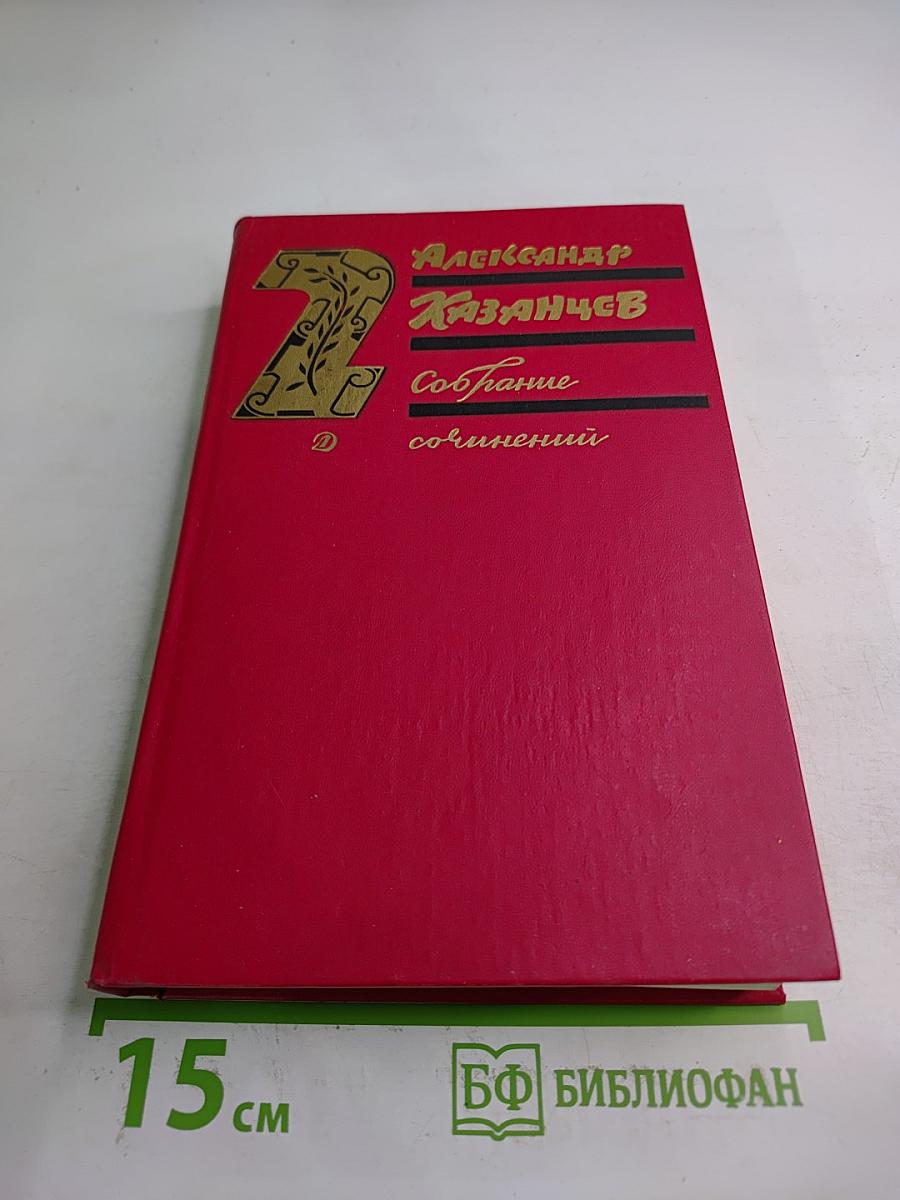 2
Александр
Казанцев
Собрание
сочинений
Д
15 см
БФ БИБЛИОФАН